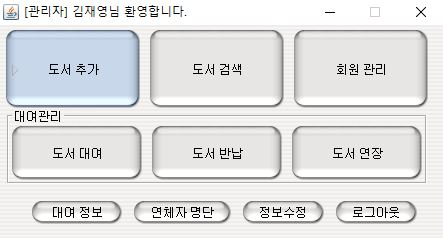 [관리자] 김재영님 환영합니다.
도서 추가 도서 검색 회원 관리
대여관리
도서 대여 도서 반납 도서 연장
대여 정보 연체자 명단 정보수정 로그아웃